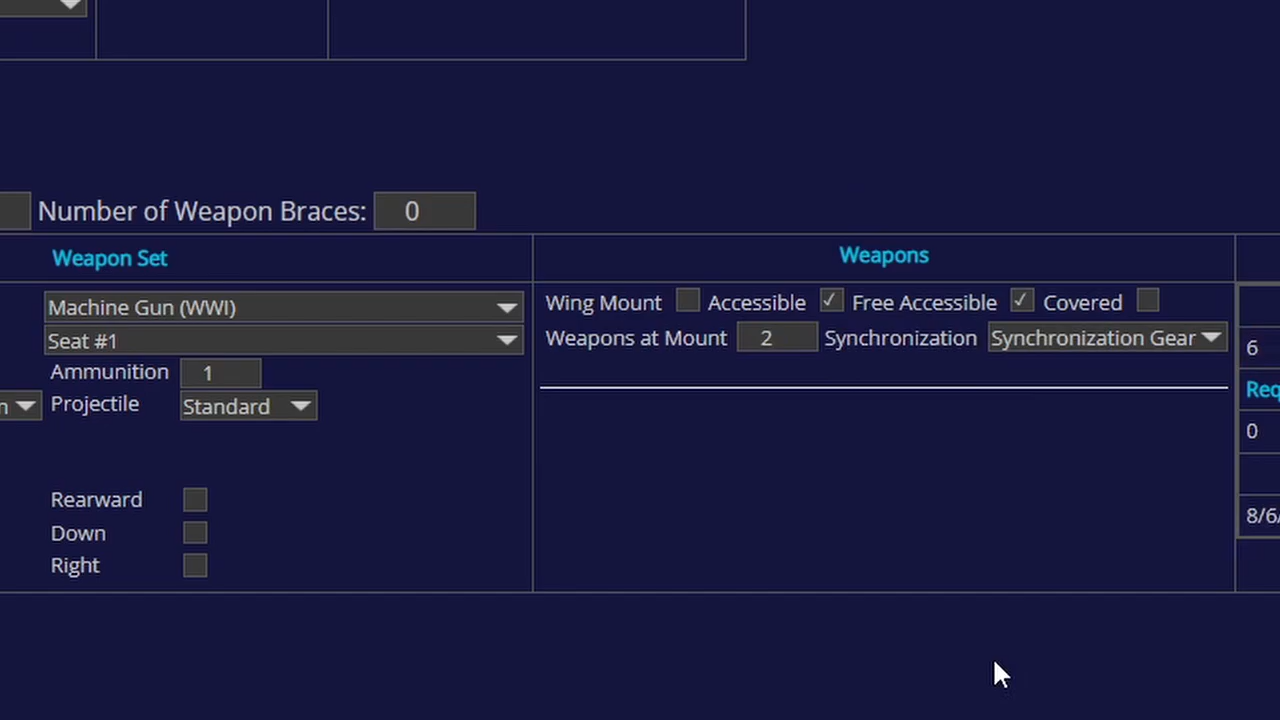 Number of Weapon Braces: 0
Weapon Set
Weapons
Machine Gun (WWI)
Seat #1
Ammunition 1
Projectile Standard
Rearward
Down
Right
Wing Mount Accessible Free Accessible Covered
Weapons at Mount 2 Synchronization Synchronization Gear
6
0